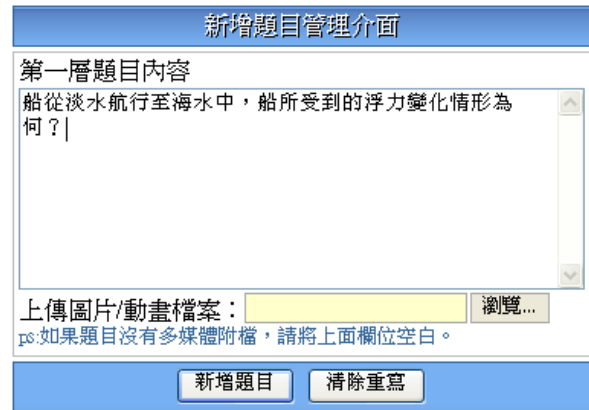 新增題目管理介面
第一層題目內容
船從淡水航行至海水中，船所受到的浮力變化情形為
何？
上傳圖片/動畫檔案：
瀏覽...
ps:如果題目沒有多媒體附檔，請將上面欄位空白。
新增題目 清除重寫